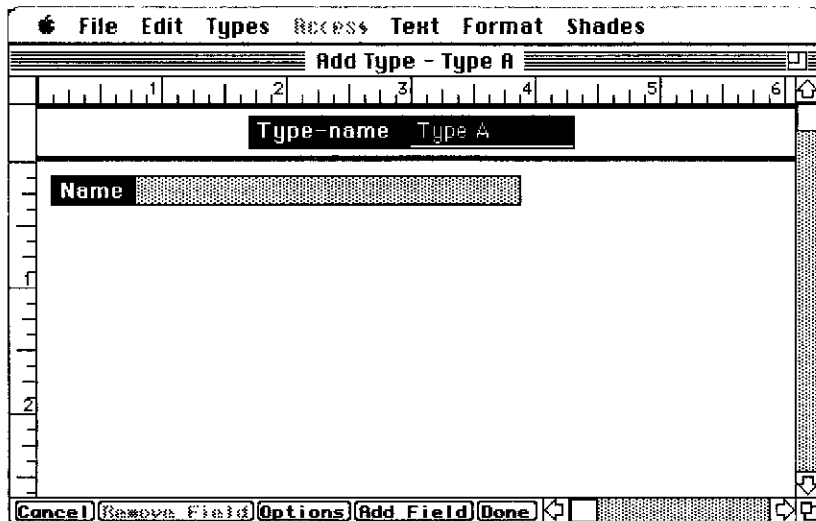 File Edit Types Access Text Format Shades
Add Type - Type A
1 2 3 4 5 6
Type-name Type A
Name
1
2
Cancel Remove Field Options Add Field Done